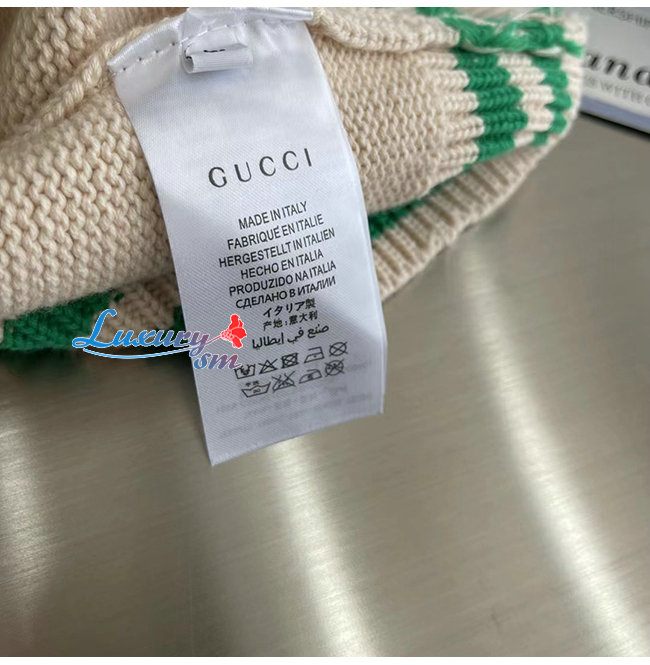 GUCCI
MADE IN ITALY
FABRIQUÉ EN ITALIE
HERGESTELLT IN ITALIEN
HECHO EN ITALIA
PRODUZIDO NA ITALIA
СДЕЛАНО В ИТАЛИИ
イタリア製
产地:意大利
صنع في إيطاليا
Luxury